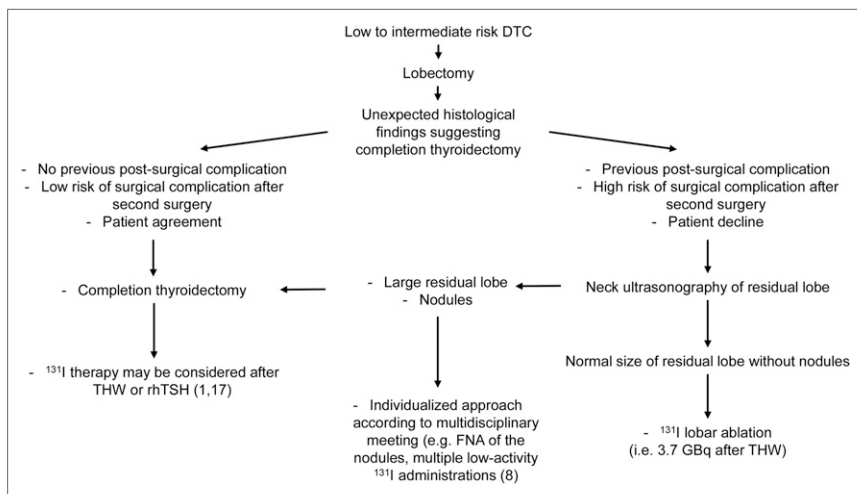 Low to intermediate risk DTC
Lobectomy
Unexpected histological
findings suggesting
completion thyroidectomy
- No previous post-surgical complication
- Low risk of surgical complication after
second surgery
- Patient agreement
- Previous post-surgical complication
- High risk of surgical complication after
second surgery
- Patient decline
- Completion thyroidectomy
- Large residual lobe
- Nodules
Neck ultrasonography of residual lobe
- ¹³¹I therapy may be considered after
THW or rhTSH (1,17)
Normal size of residual lobe without nodules
- Individualized approach
according to multidisciplinary
meeting (e.g. FNA of the
nodules, multiple low-activity
¹³¹I administrations (8)
- ¹³¹I lobar ablation
(i.e. 3.7 GBq after THW)